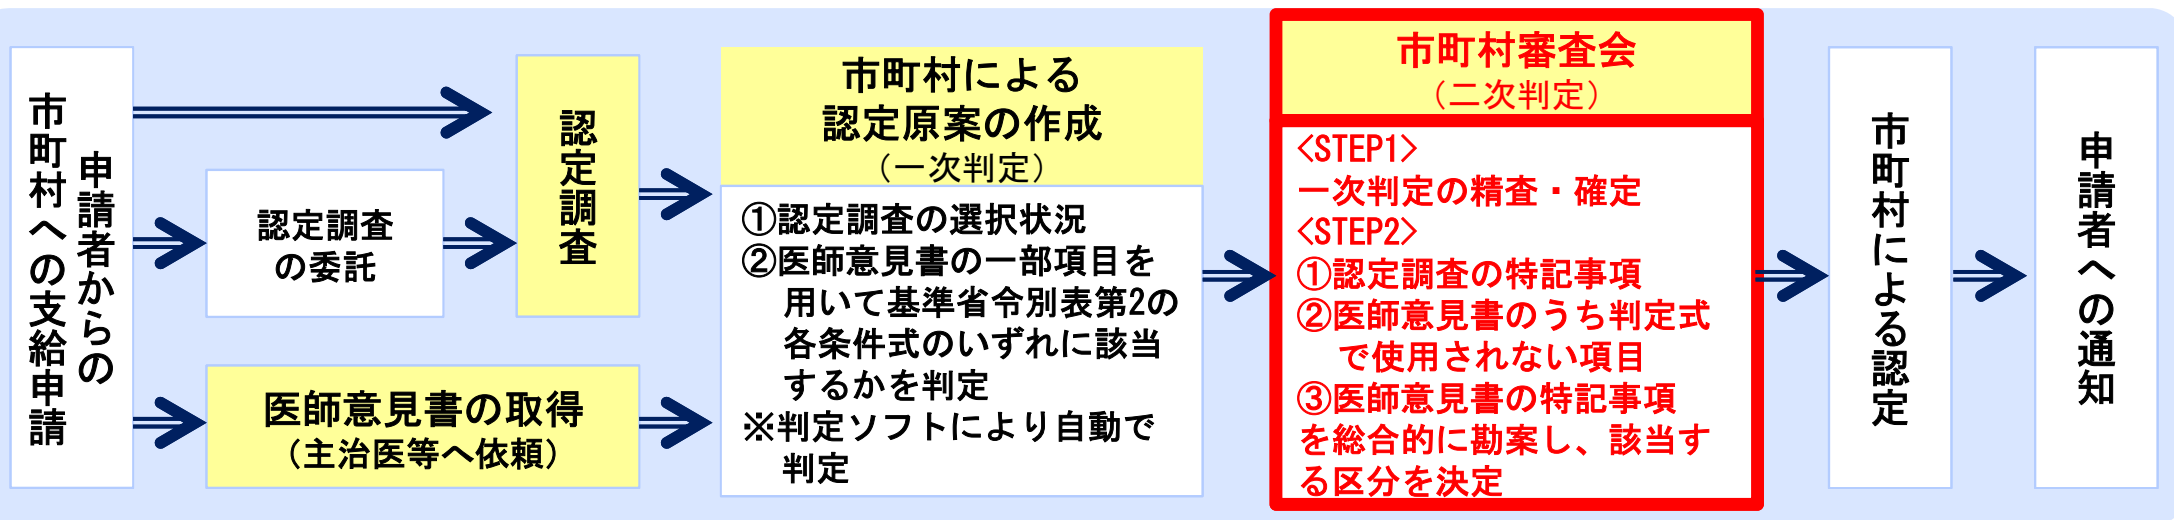 申請者からの
市町村への支給申請
認定調査
の委託
認定調査
医師意見書の取得
（主治医等へ依頼）
市町村による
認定原案の作成
（一次判定）
①認定調査の選択状況
②医師意見書の一部項目を
用いて基準省令別表第2の
各条件式のいずれに該当
するかを判定
※判定ソフトにより自動で
判定
市町村審査会
（二次判定）
<STEP1>
一次判定の精査・確定
<STEP2>
①認定調査の特記事項
②医師意見書のうち判定式
で使用されない項目
③医師意見書の特記事項
を総合的に勘案し、該当す
る区分を決定
市町村による認定
申請者への通知